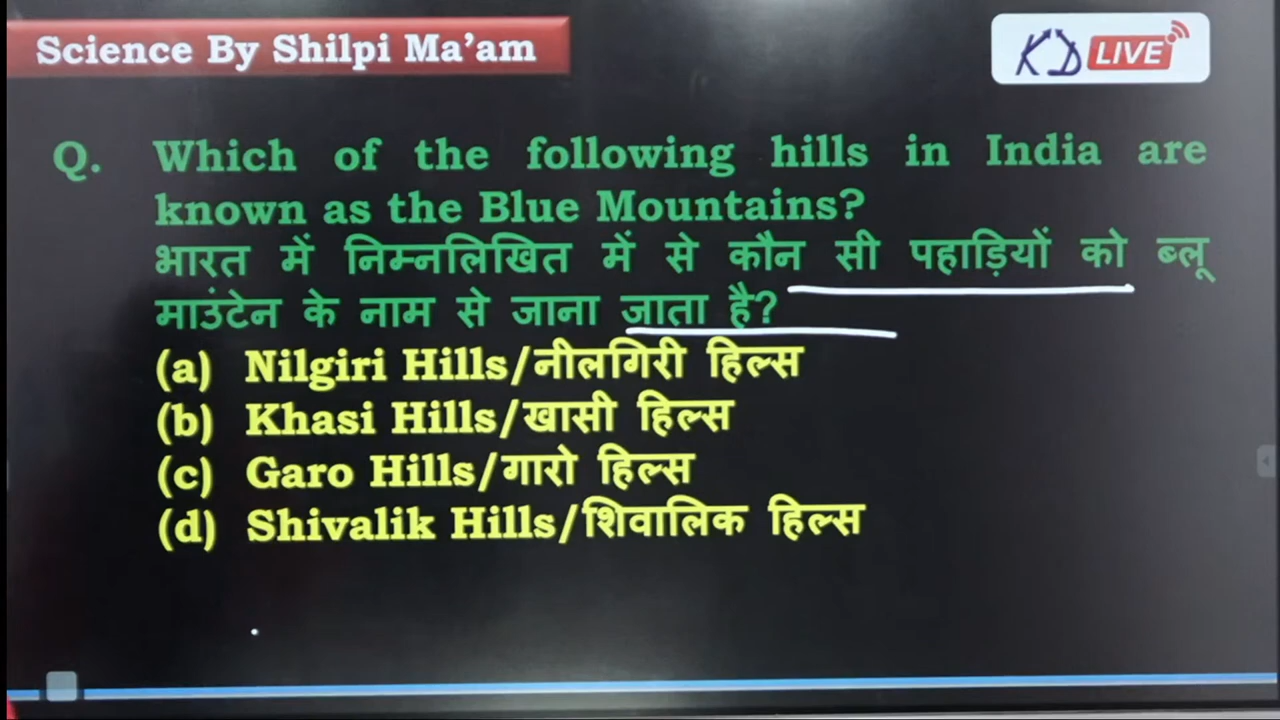 Science By Shilpi Ma'am
KD LIVE
Q. Which of the following hills in India are
known as the Blue Mountains?
भारत में निम्नलिखित में से कौन सी पहाड़ियों को ब्लू
माउंटेन के नाम से जाना जाता है?
(a) Nilgiri Hills/नीलगिरी हिल्स
(b) Khasi Hills/खासी हिल्स
(c) Garo Hills/गारो हिल्स
(d) Shivalik Hills/शिवालिक हिल्स